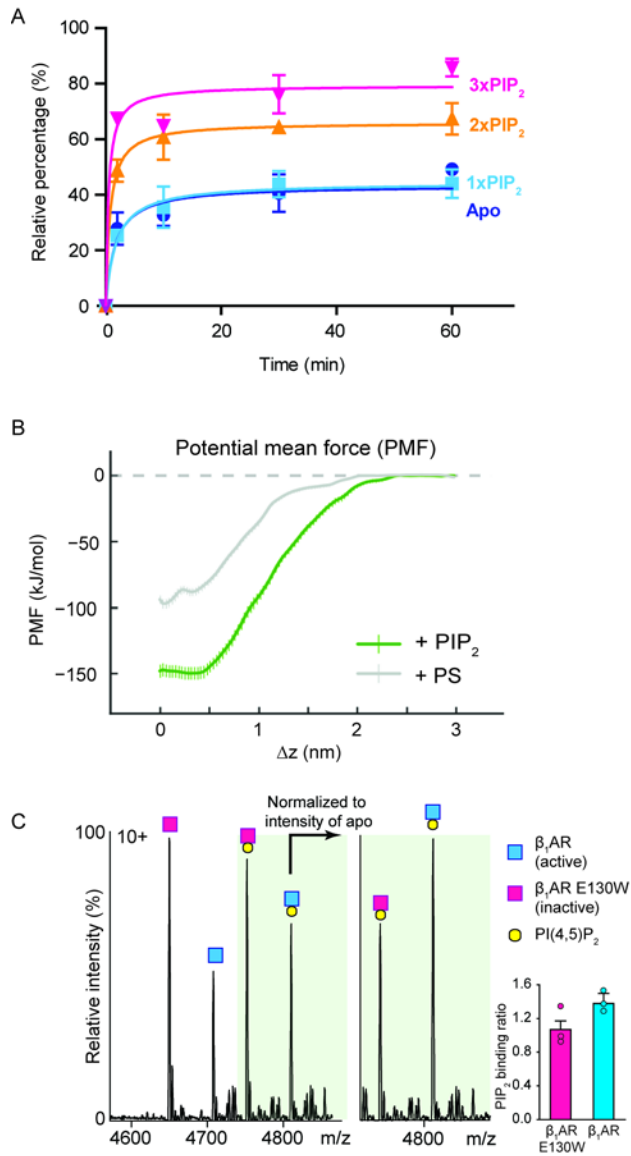 A
Relative percentage (%)
100
80
60
40
20
0
3xPIP₂
2xPIP₂
1xPIP₂
Apo
0 20 40 60
Time (min)
B
Potential mean force (PMF)
PMF (kJ/mol)
0
−50
−100
−150
+ PIP₂
+ PS
0 1 2 3
Δz (nm)
C
Normalized to
intensity of apo
Relative intensity (%)
100
10+
0
4600 4700 4800 m/z
4800 m/z
β₁AR
(active)
β₁AR E130W
(inactive)
PI(4,5)P₂
PIP₂ binding ratio
1.6
1.2
0.8
0.4
0
β₁AR
E130W
β₁AR